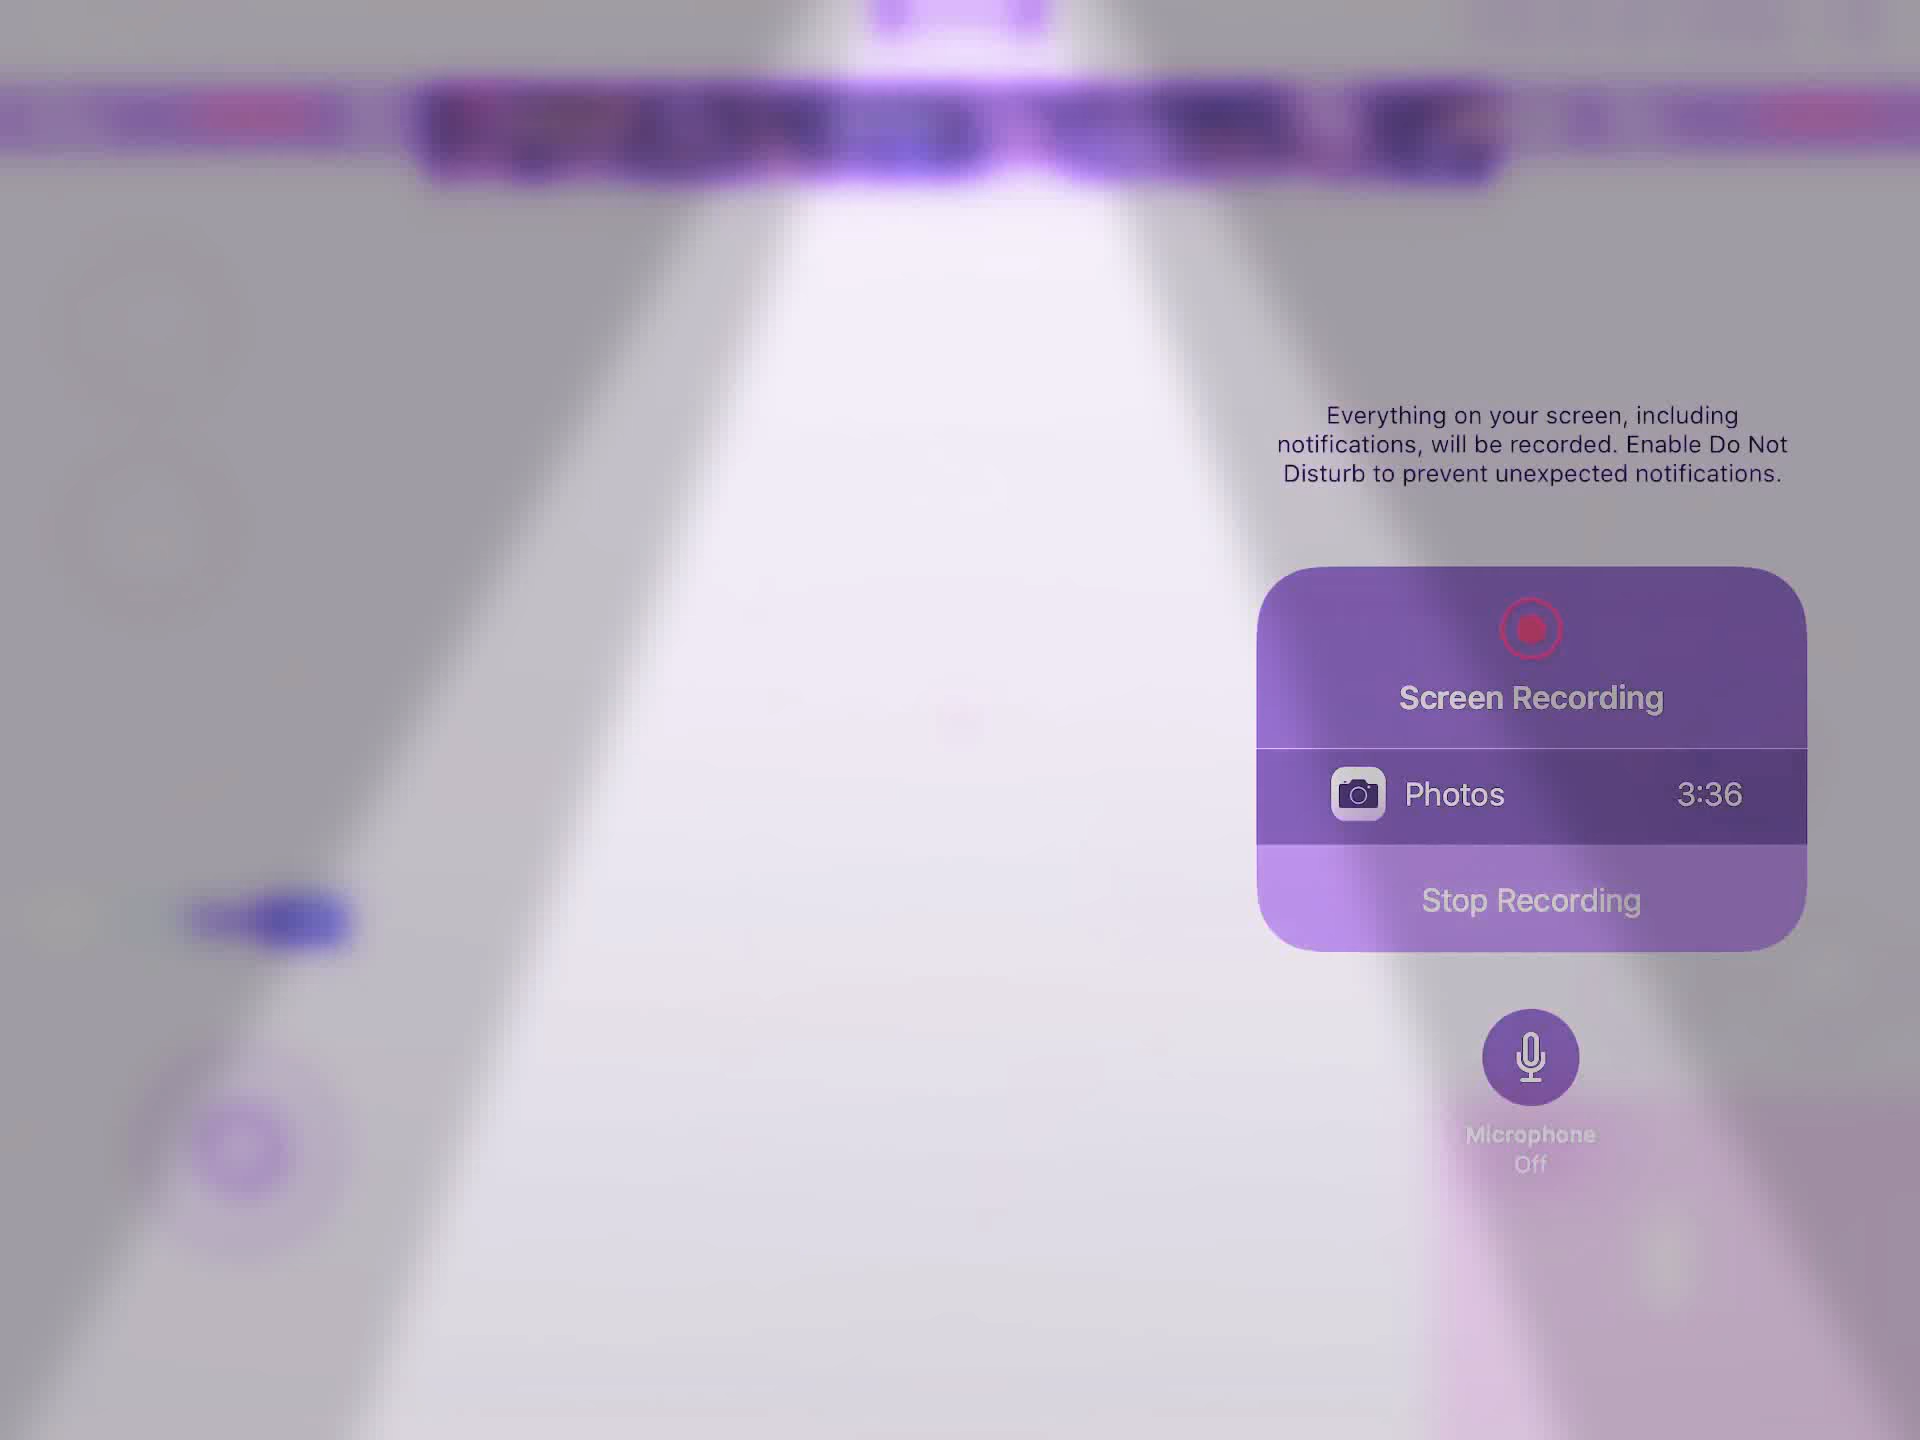 Everything on your screen, including
notifications, will be recorded. Enable Do Not
Disturb to prevent unexpected notifications.
Screen Recording
Photos 3:36
Stop Recording
Microphone
Off